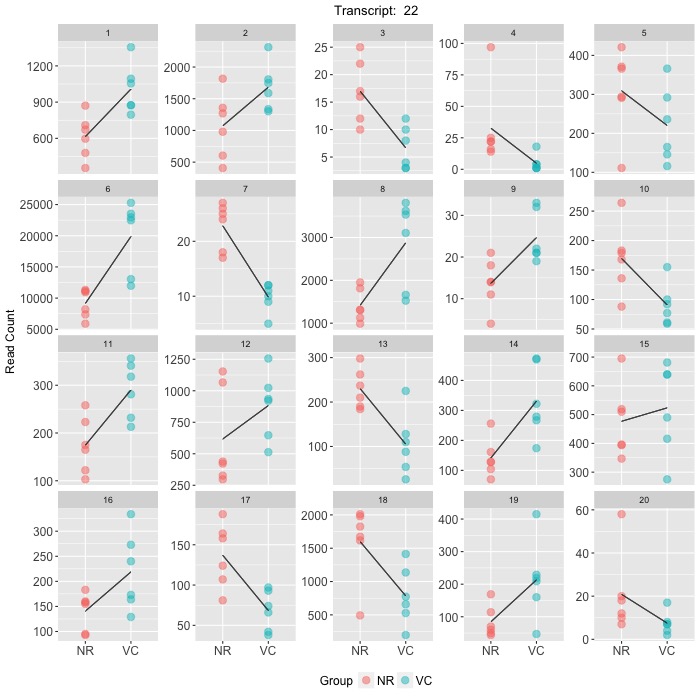 Transcript:  22
Read Count
1 2 3 4 5
1200 900 600
2000 1500 1000 500
25 20 15 10 5
100 75 50 25 0
400 300 200 100
6 7 8 9 10
25000 20000 15000 10000 5000
20 10
3000 2000 1000
30 20 10
250 200 150 100 50
11 12 13 14 15
300 200 100
1250 1000 750 500 250
300 200 100
400 300 200 100
700 600 500 400 300
16 17 18 19 20
300 250 200 150 100
150 100 50
2000 1500 1000 500
400 300 200 100
60 40 20 0
NR VC NR VC NR VC NR VC NR VC
Group NR VC